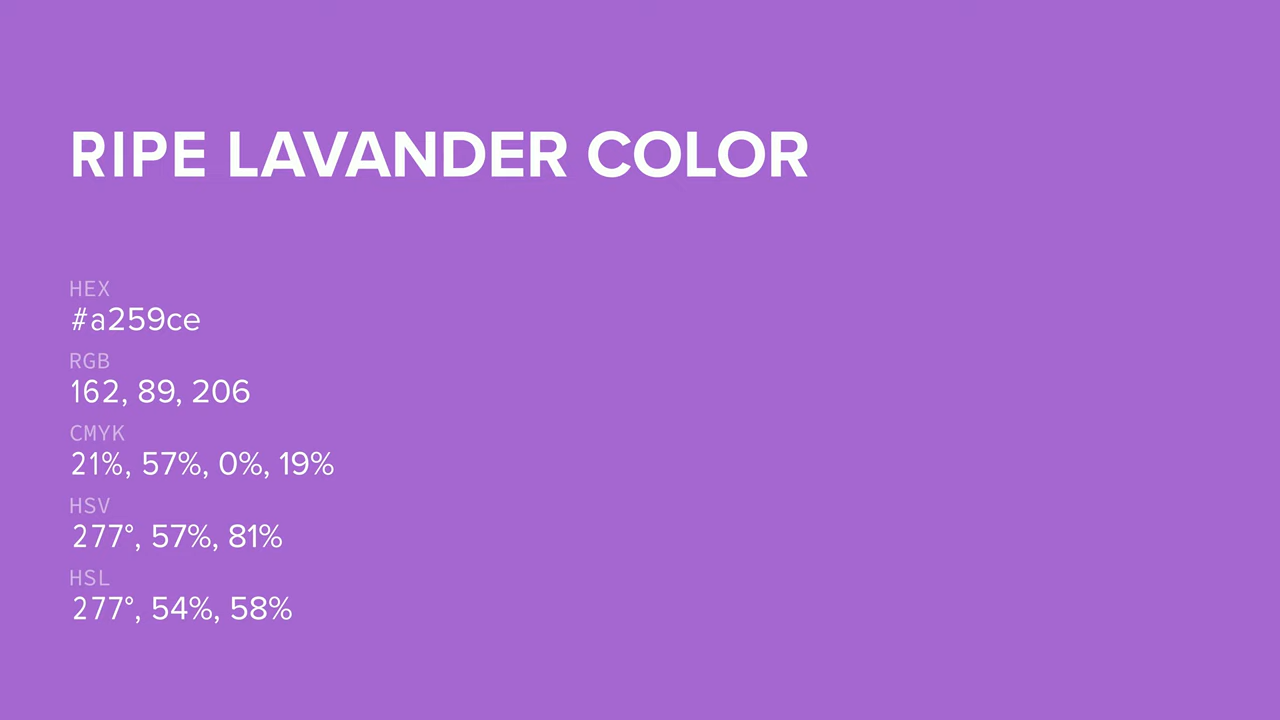 RIPE LAVANDER COLOR
HEX
#a259ce
RGB
162, 89, 206
CMYK
21%, 57%, 0%, 19%
HSV
277°, 57%, 81%
HSL
277°, 54%, 58%